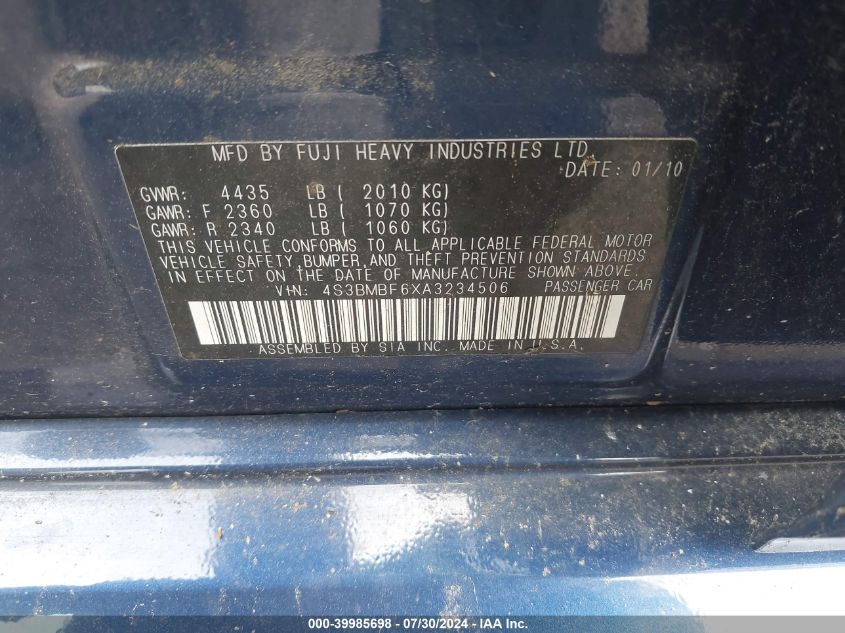 MFD BY FUJI HEAVY INDUSTRIES LTD.
DATE: 01/10
GVWR: 4435 LB ( 2010 KG)
GAWR: F 2360 LB ( 1070 KG)
GAWR: R 2340 LB ( 1060 KG)
THIS VEHICLE CONFORMS TO ALL APPLICABLE FEDERAL MOTOR
VEHICLE SAFETY, BUMPER, AND THEFT PREVENTION STANDARDS
IN EFFECT ON THE DATE OF MANUFACTURE SHOWN ABOVE.
VIN: 4S3BMBF6XA3234506 PASSENGER CAR
ASSEMBLED BY SIA INC. MADE IN U.S.A
000-39985698 - 07/30/2024 - WWW.IAAI.COM